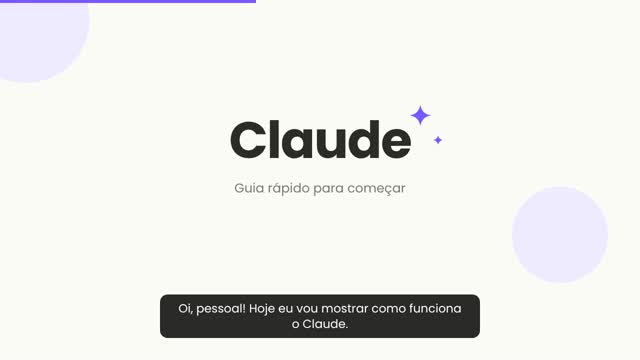 Claude
Guia rápido para começar
Oi, pessoal! Hoje eu vou mostrar como funciona
o Claude.